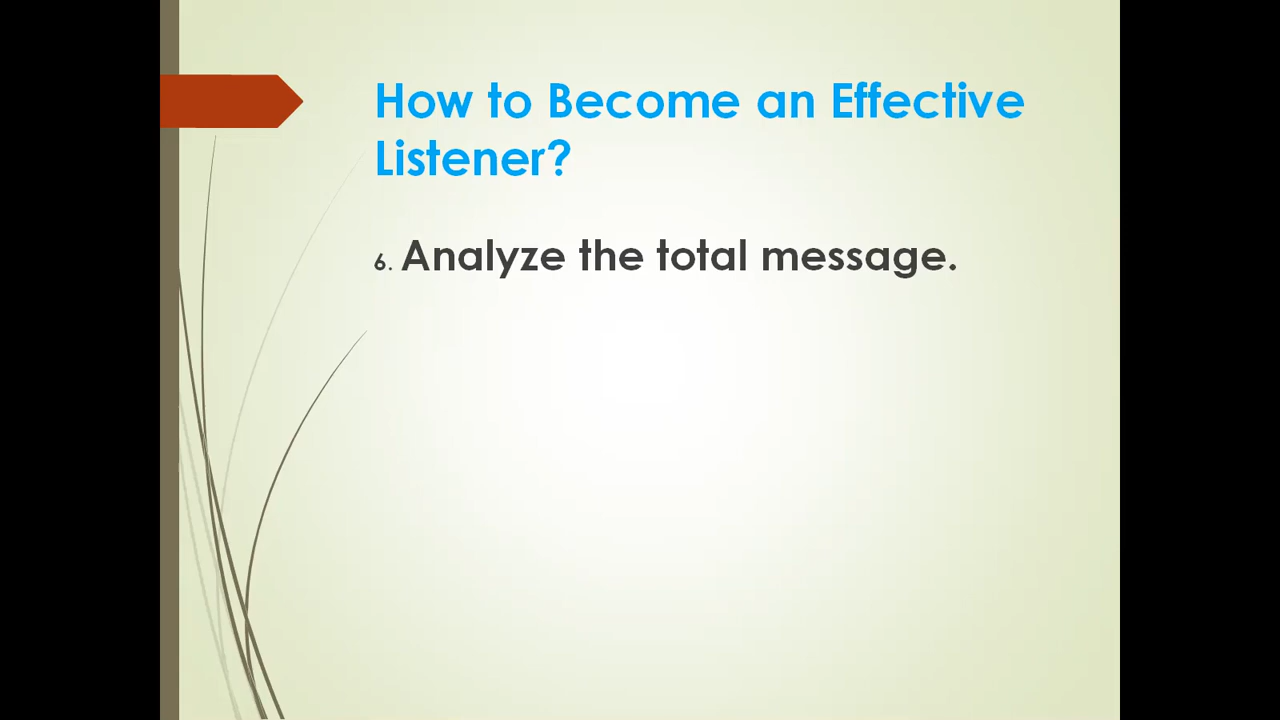 How to Become an Effective
Listener?
6. Analyze the total message.